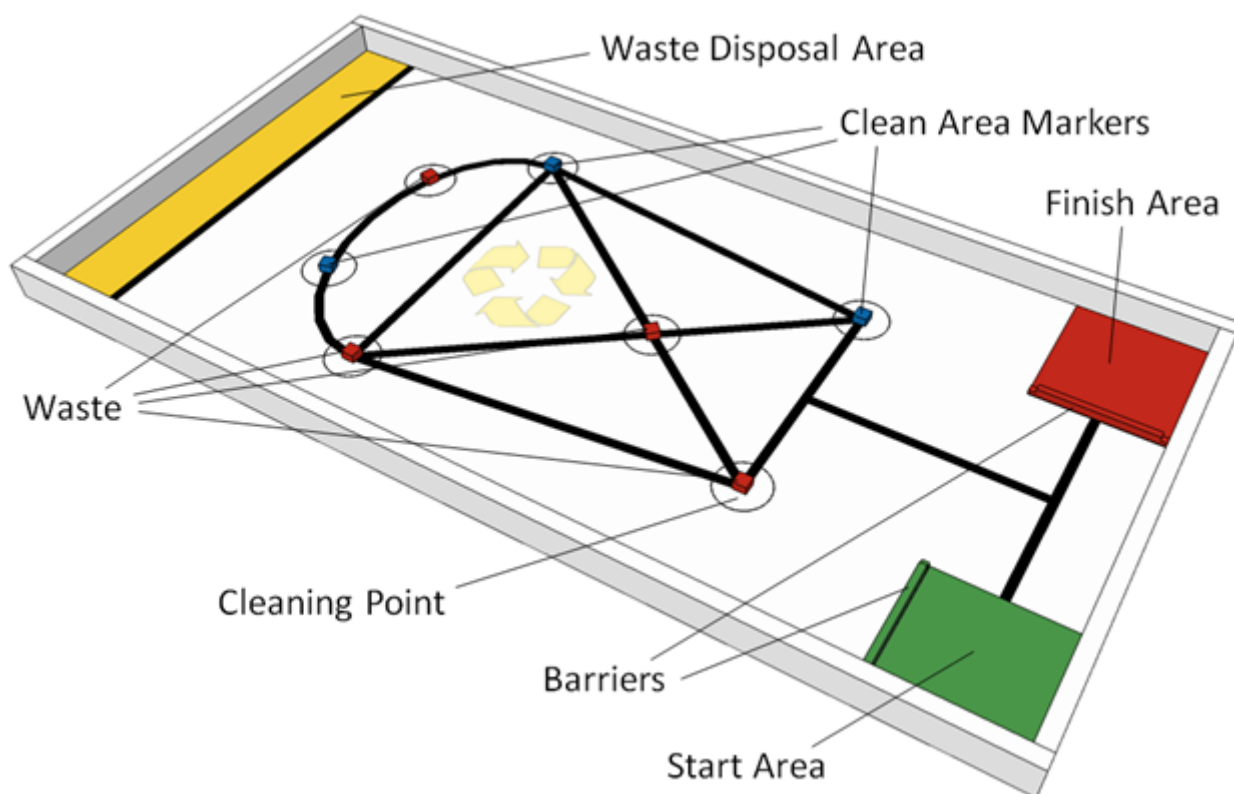 Waste Disposal Area
Clean Area Markers
Finish Area
Waste
Cleaning Point
Barriers
Start Area